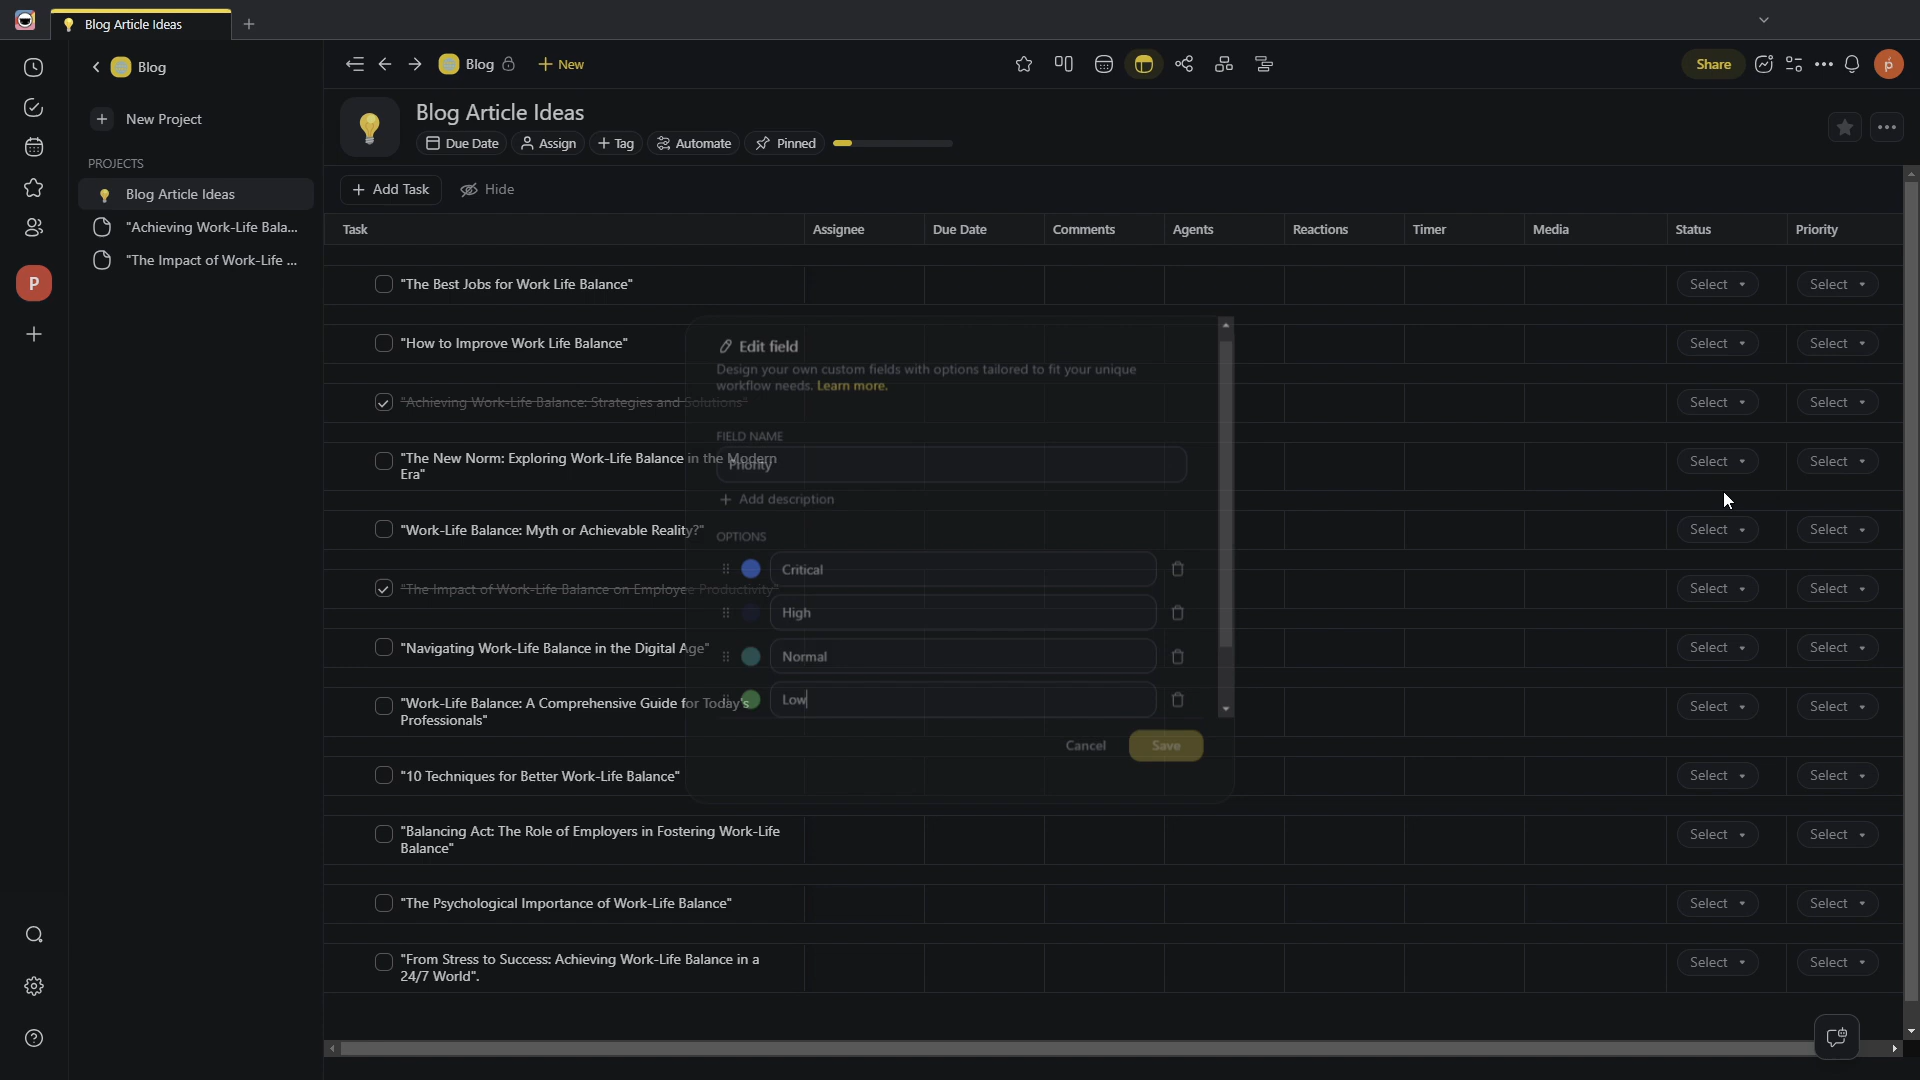 Blog Article Ideas
Blog
New Project
PROJECTS
Blog Article Ideas
"Achieving Work-Life Bala...
"The Impact of Work-Life ...
P
Blog
New
Share
p
Blog Article Ideas
Due Date
Assign
Tag
Automate
Pinned
Add Task
Hide
Task
Assignee
Due Date
Comments
Agents
Reactions
Timer
Media
Status
Priority
"The Best Jobs for Work Life Balance"
Select
Select
"How to Improve Work Life Balance"
Select
Select
"Achieving Work-Life Balance: Strategies and Solutions"
Select
Select
"The New Norm: Exploring Work-Life Balance in the Modern
Era"
Select
Select
"Work-Life Balance: Myth or Achievable Reality?"
Select
Select
"The Impact of Work-Life Balance on Employee Productivity"
Select
Select
"Navigating Work-Life Balance in the Digital Age"
Select
Select
"Work-Life Balance: A Comprehensive Guide for Today's
Professionals"
Select
Select
"10 Techniques for Better Work-Life Balance"
Select
Select
"Balancing Act: The Role of Employers in Fostering Work-Life
Balance"
Select
Select
"The Psychological Importance of Work-Life Balance"
Select
Select
"From Stress to Success: Achieving Work-Life Balance in a
24/7 World".
Select
Select
Edit field
Design your own custom fields with options tailored to fit your unique
workflow needs. Learn more.
FIELD NAME
Priority
Add description
OPTIONS
Critical
High
Normal
Low
Cancel
Save